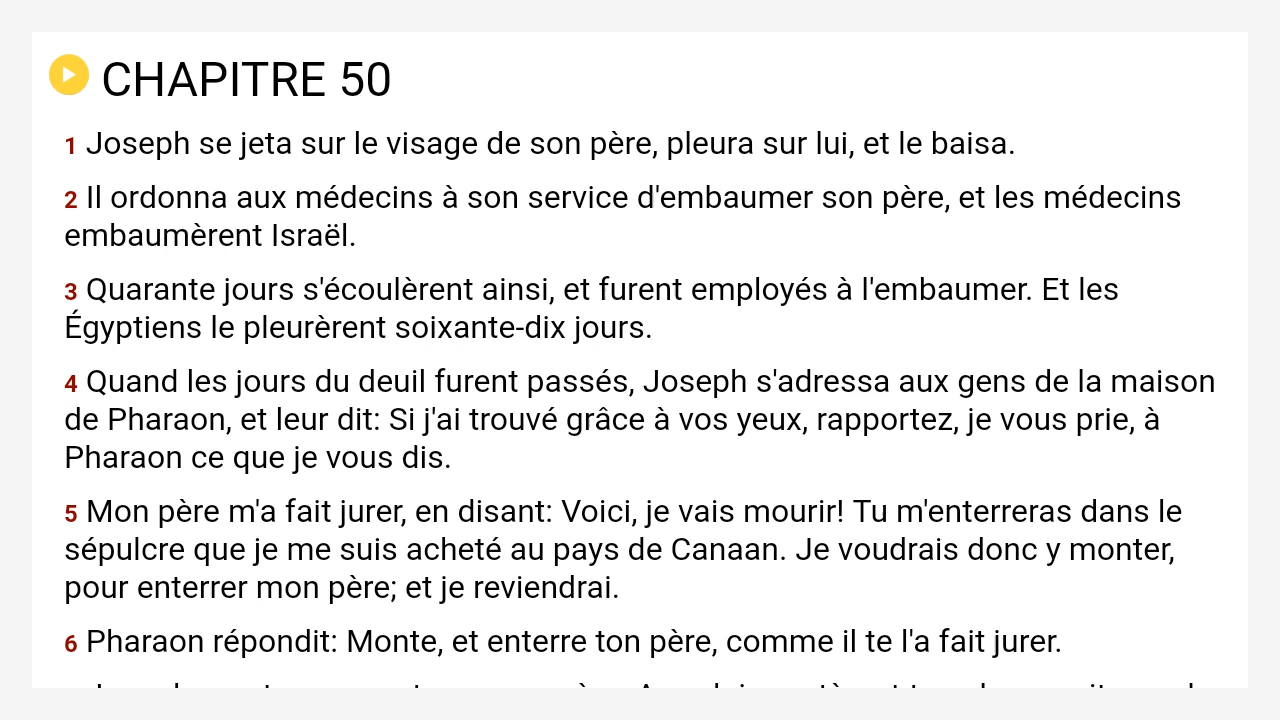 CHAPITRE 50
1 Joseph se jeta sur le visage de son père, pleura sur lui, et le baisa.
2 Il ordonna aux médecins à son service d'embaumer son père, et les médecins
embaumèrent Israël.
3 Quarante jours s'écoulèrent ainsi, et furent employés à l'embaumer. Et les
Égyptiens le pleurèrent soixante-dix jours.
4 Quand les jours du deuil furent passés, Joseph s'adressa aux gens de la maison
de Pharaon, et leur dit: Si j'ai trouvé grâce à vos yeux, rapportez, je vous prie, à
Pharaon ce que je vous dis.
5 Mon père m'a fait jurer, en disant: Voici, je vais mourir! Tu m'enterreras dans le
sépulcre que je me suis acheté au pays de Canaan. Je voudrais donc y monter,
pour enterrer mon père; et je reviendrai.
6 Pharaon répondit: Monte, et enterre ton père, comme il te l'a fait jurer.